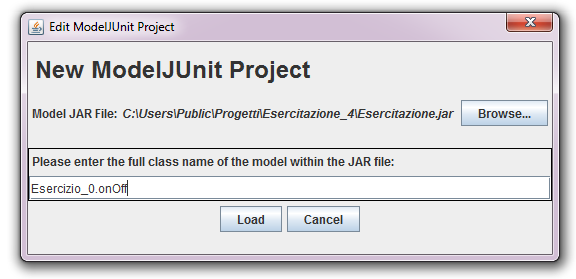 Edit ModelJUnit Project
New ModelJUnit Project
Model JAR File: C:\Users\Public\Progetti\Esercitazione_4\Esercitazione.jar Browse...
Please enter the full class name of the model within the JAR file:
Esercizio_0.onOff
Load Cancel